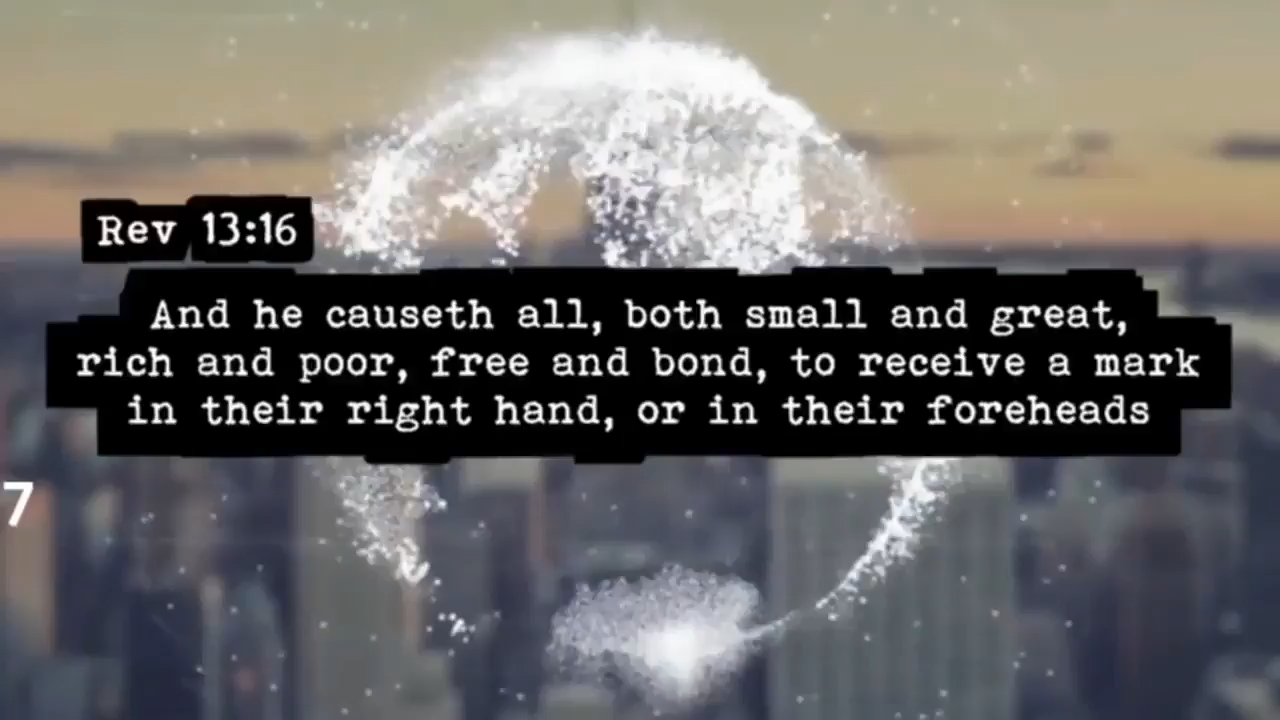 Rev 13:16
And he causeth all, both small and great,
rich and poor, free and bond, to receive a mark
in their right hand, or in their foreheads
7